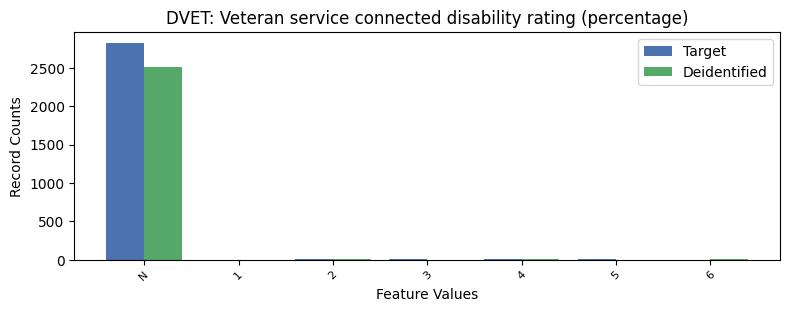 DVET: Veteran service connected disability rating (percentage)
Target
Deidentified
Record Counts
2500
2000
1500
1000
500
0
N 1 2 3 4 5 6
Feature Values